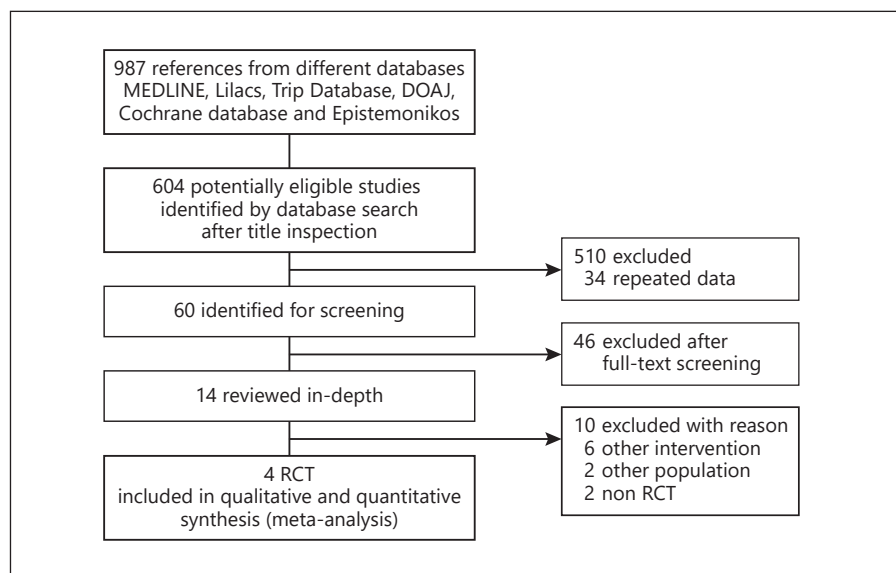 987 references from different databases
MEDLINE, Lilacs, Trip Database, DOAJ,
Cochrane database and Epistemonikos
604 potentially eligible studies
identified by database search
after title inspection
510 excluded
34 repeated data
60 identified for screening
46 excluded after
full-text screening
14 reviewed in-depth
10 excluded with reason
6 other intervention
2 other population
2 non RCT
4 RCT
included in qualitative and quantitative
synthesis (meta-analysis)